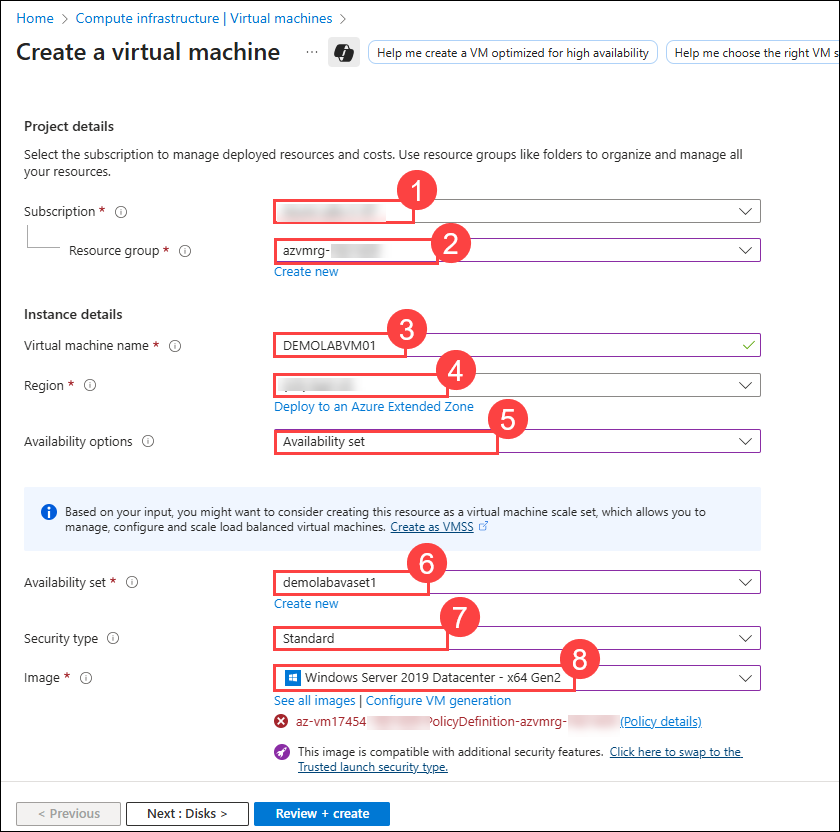 Home > Compute infrastructure | Virtual machines >
Create a virtual machine ... Help me create a VM optimized for high availability Help me choose the right VM s
Project details
Select the subscription to manage deployed resources and costs. Use resource groups like folders to organize and manage all
your resources.
1
Subscription *
2
Resource group * azvmrg-
Create new
Instance details
3
Virtual machine name * DEMOLABVM01
4
Region *
Deploy to an Azure Extended Zone
5
Availability options Availability set
Based on your input, you might want to consider creating this resource as a virtual machine scale set, which allows you to
manage, configure and scale load balanced virtual machines. Create as VMSS
6
Availability set * demolabavaset1
Create new
7
Security type Standard
8
Image * Windows Server 2019 Datacenter - x64 Gen2
See all images | Configure VM generation
az-vm17454 PolicyDefinition-azvmrg- (Policy details)
This image is compatible with additional security features. Click here to swap to the
Trusted launch security type.
< Previous Next : Disks > Review + create